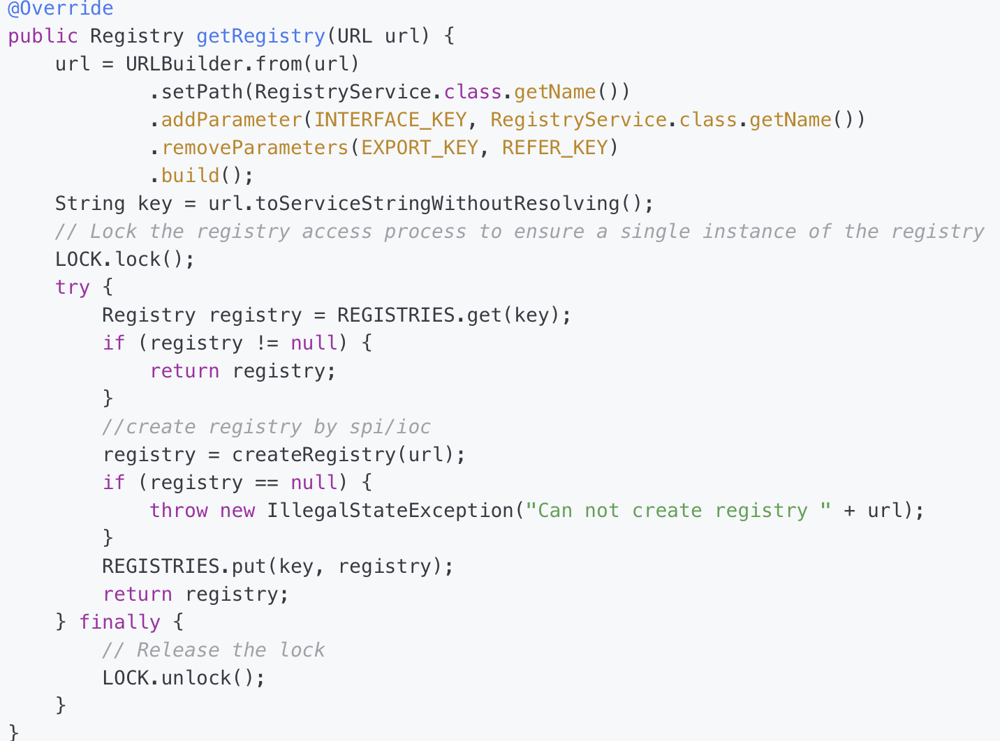 @Override
public Registry getRegistry(URL url) {
    url = URLBuilder.from(url)
            .setPath(RegistryService.class.getName())
            .addParameter(INTERFACE_KEY, RegistryService.class.getName())
            .removeParameters(EXPORT_KEY, REFER_KEY)
            .build();
    String key = url.toServiceStringWithoutResolving();
    // Lock the registry access process to ensure a single instance of the registry
    LOCK.lock();
    try {
        Registry registry = REGISTRIES.get(key);
        if (registry != null) {
            return registry;
        }
        //create registry by spi/ioc
        registry = createRegistry(url);
        if (registry == null) {
            throw new IllegalStateException("Can not create registry " + url);
        }
        REGISTRIES.put(key, registry);
        return registry;
    } finally {
        // Release the lock
        LOCK.unlock();
    }
}